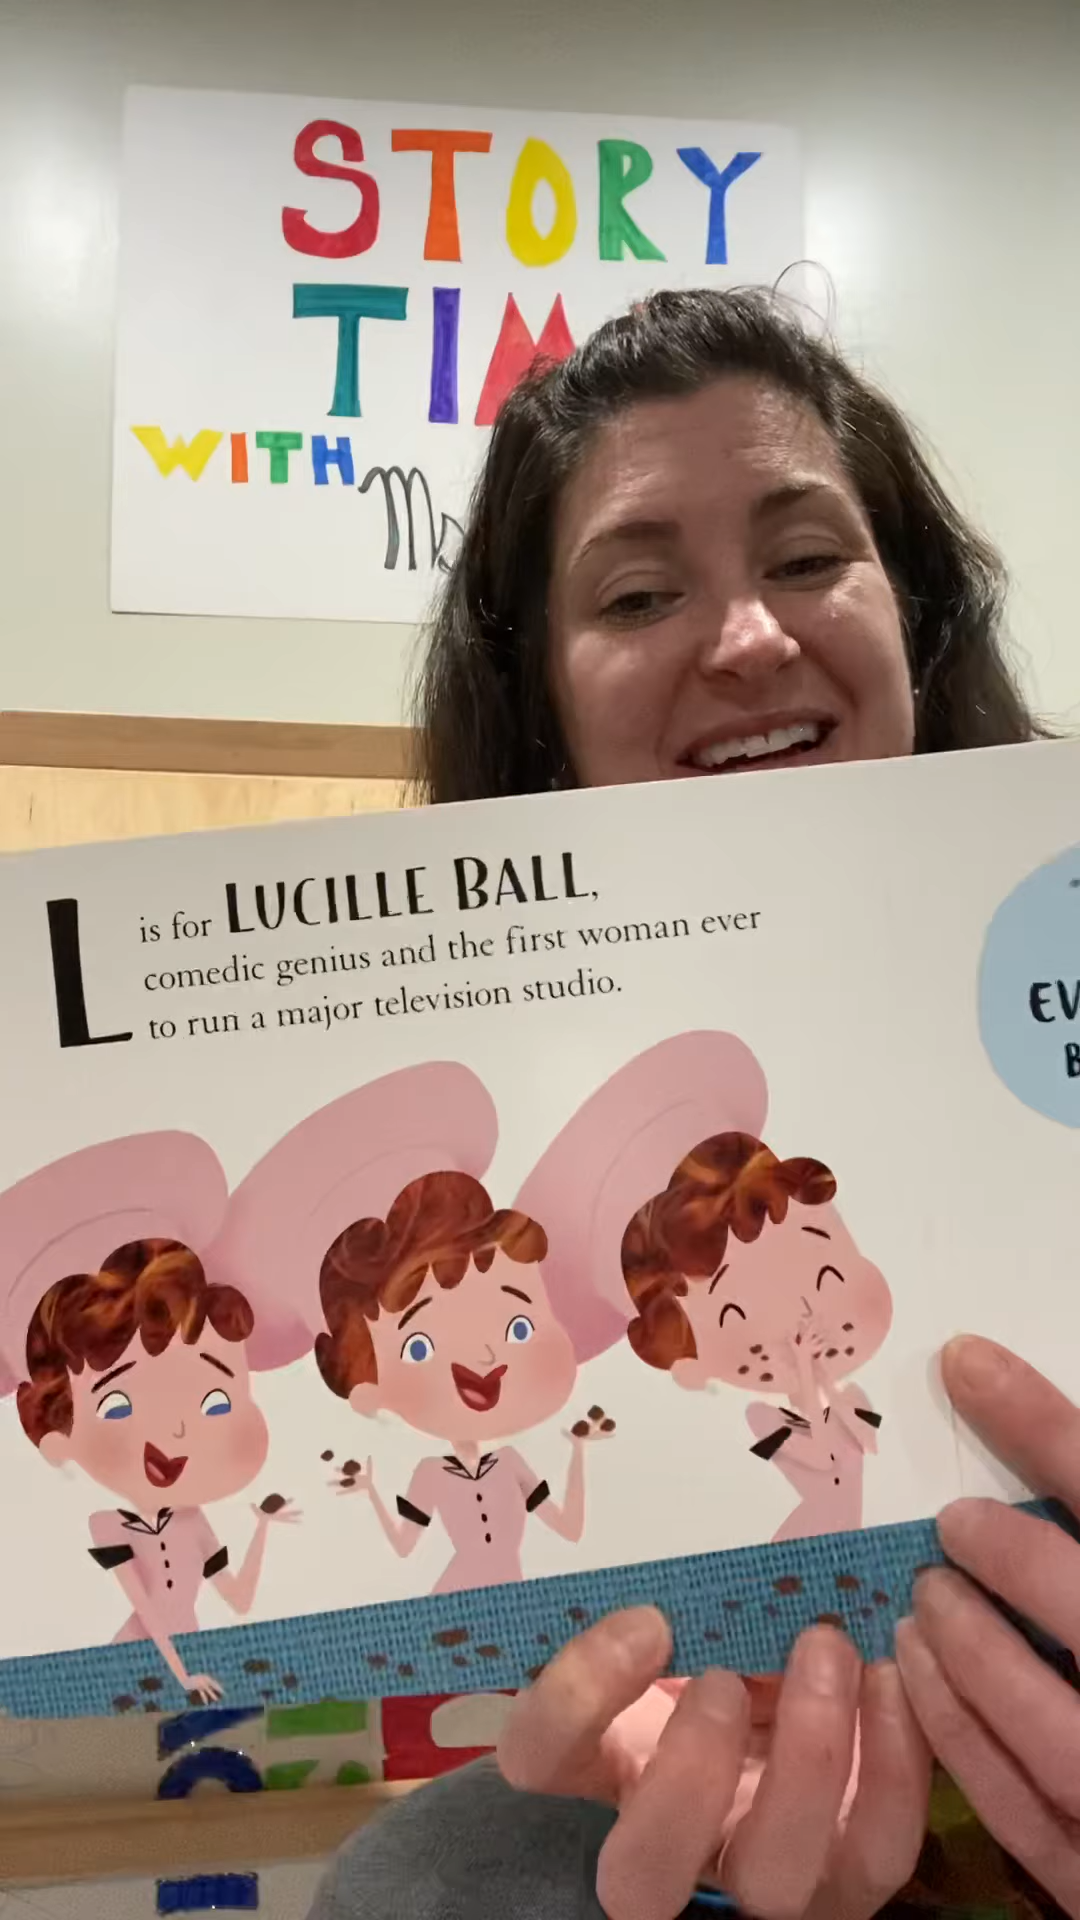 STORY
TIM
WITH Ms
L is for LUCILLE BALL,
comedic genius and the first woman ever
to run a major television studio.